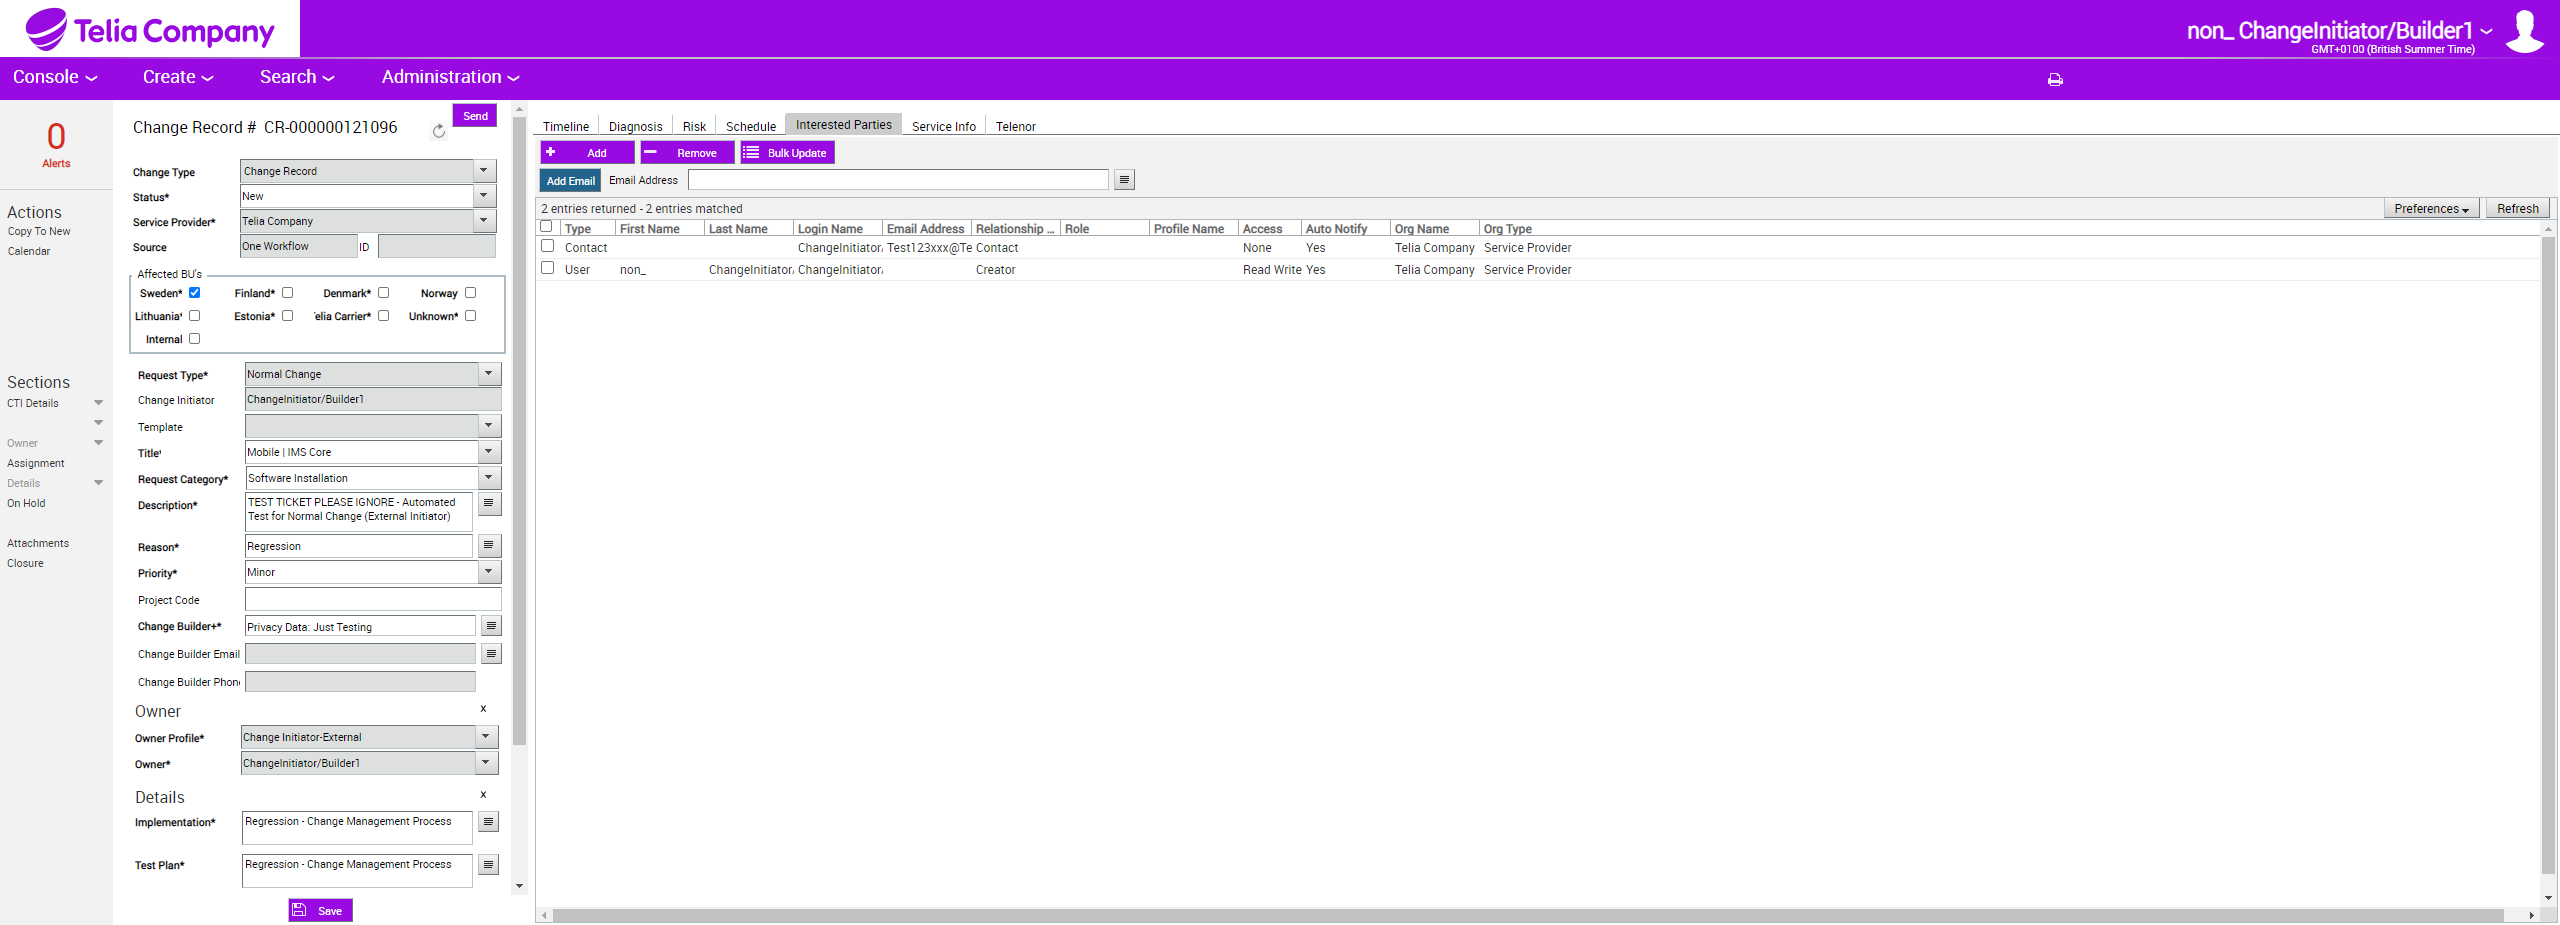 Telia Company
non_ ChangeInitiator/Builder1
GMT+0100 (British Summer Time)
Console
Create
Search
Administration
0
Alerts
Actions
Copy To New
Calendar
Sections
CTI Details
Owner
Assignment
Details
On Hold
Attachments
Closure
Change Record # CR-000000121096
Send
Change Type Change Record
Status* New
Service Provider* Telia Company
Source One Workflow ID
Affected BU's
Sweden* Finland* Denmark* Norway
Lithuania' Estonia* elia Carrier* Unknown*
Internal
Request Type* Normal Change
Change Initiator ChangeInitiator/Builder1
Template
Title' Mobile | IMS Core
Request Category* Software Installation
Description* TEST TICKET PLEASE IGNORE - Automated
Test for Normal Change (External Initiator)
Reason* Regression
Priority* Minor
Project Code
Change Builder+* Privacy Data: Just Testing
Change Builder Email
Change Builder Phon
Owner x
Owner Profile* Change Initiator-External
Owner* ChangeInitiator/Builder1
Details x
Implementation* Regression - Change Management Process
Test Plan* Regression - Change Management Process
Save
Timeline Diagnosis Risk Schedule Interested Parties Service Info Telenor
Add Remove Bulk Update
Add Email Email Address
2 entries returned - 2 entries matched Preferences Refresh
Type First Name Last Name Login Name Email Address Relationship ... Role Profile Name Access Auto Notify Org Name Org Type
Contact ChangeInitiator/ Test123xxx@Te Contact None Yes Telia Company Service Provider
User non_ ChangeInitiator/ ChangeInitiator/ Creator Read Write Yes Telia Company Service Provider